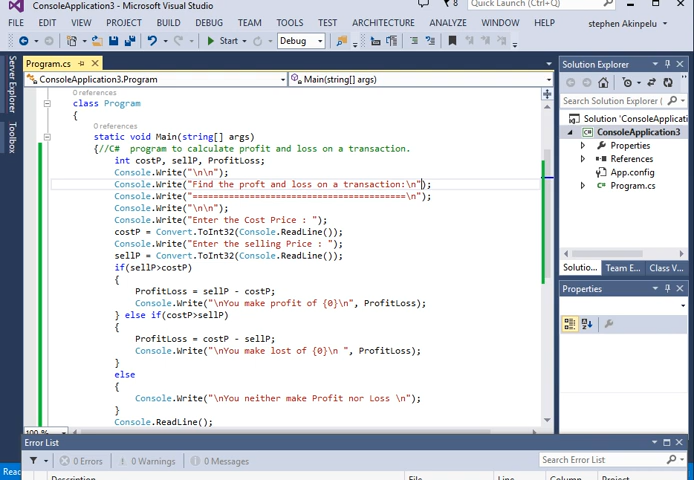 ConsoleApplication3 - Microsoft Visual Studio
8
Quick Launch (Ctrl+Q)
FILE EDIT VIEW PROJECT BUILD DEBUG TEAM TOOLS TEST ARCHITECTURE ANALYZE WINDOW HELP stephen Akinpelu
Start Debug
Server Explorer
Toolbox
Program.cs
ConsoleApplication3.Program
Main(string[] args)
0 references
class Program
{
0 references
static void Main(string[] args)
{//C# program to calculate profit and loss on a transaction.
int costP, sellP, ProfitLoss;
Console.Write("\n\n");
Console.Write("Find the proft and loss on a transaction:\n");
Console.Write("========================================\n");
Console.Write("\n\n");
Console.Write("Enter the Cost Price : ");
costP = Convert.ToInt32(Console.ReadLine());
Console.Write("Enter the selling Price : ");
sellP = Convert.ToInt32(Console.ReadLine());
if(sellP>costP)
{
ProfitLoss = sellP - costP;
Console.Write("\nYou make profit of {0}\n", ProfitLoss);
} else if(costP>sellP)
{
ProfitLoss = costP - sellP;
Console.Write("\nYou make lost of {0}\n ", ProfitLoss);
}
else
{
Console.Write("\nYou neither make Profit nor Loss \n");
}
Console.ReadLine();
100 %
Solution Explorer
Search Solution Explorer
Solution 'ConsoleApplication3
ConsoleApplication3
Properties
References
App.config
Program.cs
Solutio... Team E... Class V...
Properties
Error List
0 Errors 0 Warnings 0 Messages
Search Error List
Description File Line Column Project
Reac